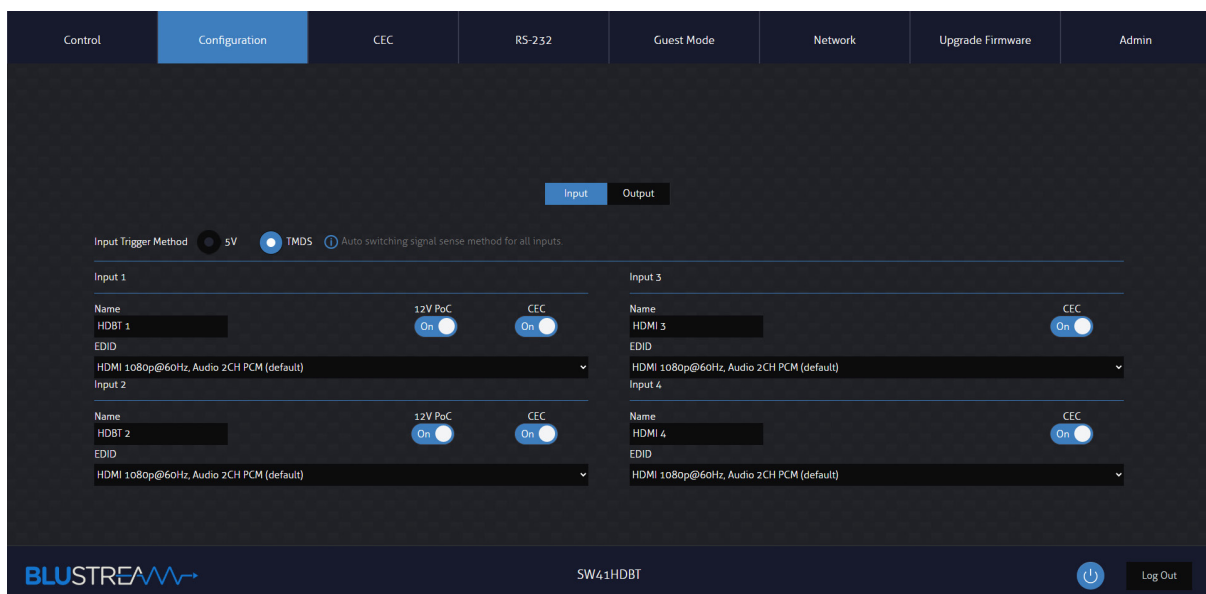 Control Configuration CEC RS-232 Guest Mode Network Upgrade Firmware Admin
Input Output
Input Trigger Method 5V TMDS Auto switching signal sense method for all inputs.
Input 1 Input 3
Name 12V PoC CEC Name CEC
HDBT 1 On On HDMI 3 On
EDID EDID
HDMI 1080p@60Hz, Audio 2CH PCM (default) HDMI 1080p@60Hz, Audio 2CH PCM (default)
Input 2 Input 4
Name 12V PoC CEC Name CEC
HDBT 2 On On HDMI 4 On
EDID EDID
HDMI 1080p@60Hz, Audio 2CH PCM (default) HDMI 1080p@60Hz, Audio 2CH PCM (default)
BLUSTREAM SW41HDBT Log Out